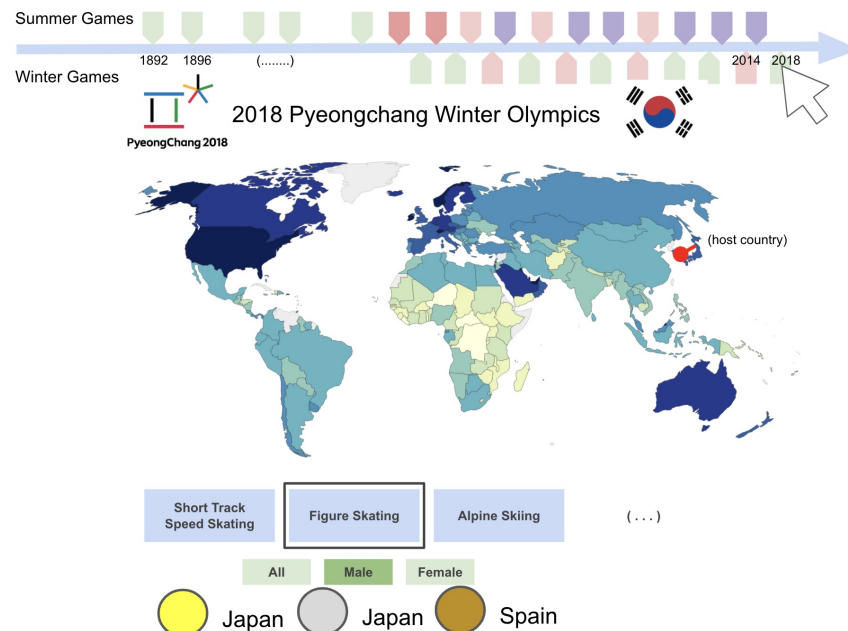 Summer Games
1892 1896 (........) 2014 2018
Winter Games
PyeongChang 2018
2018 Pyeongchang Winter Olympics
(host country)
Short Track
Speed Skating
Figure Skating
Alpine Skiing
( . . . )
All
Male
Female
Japan
Japan
Spain